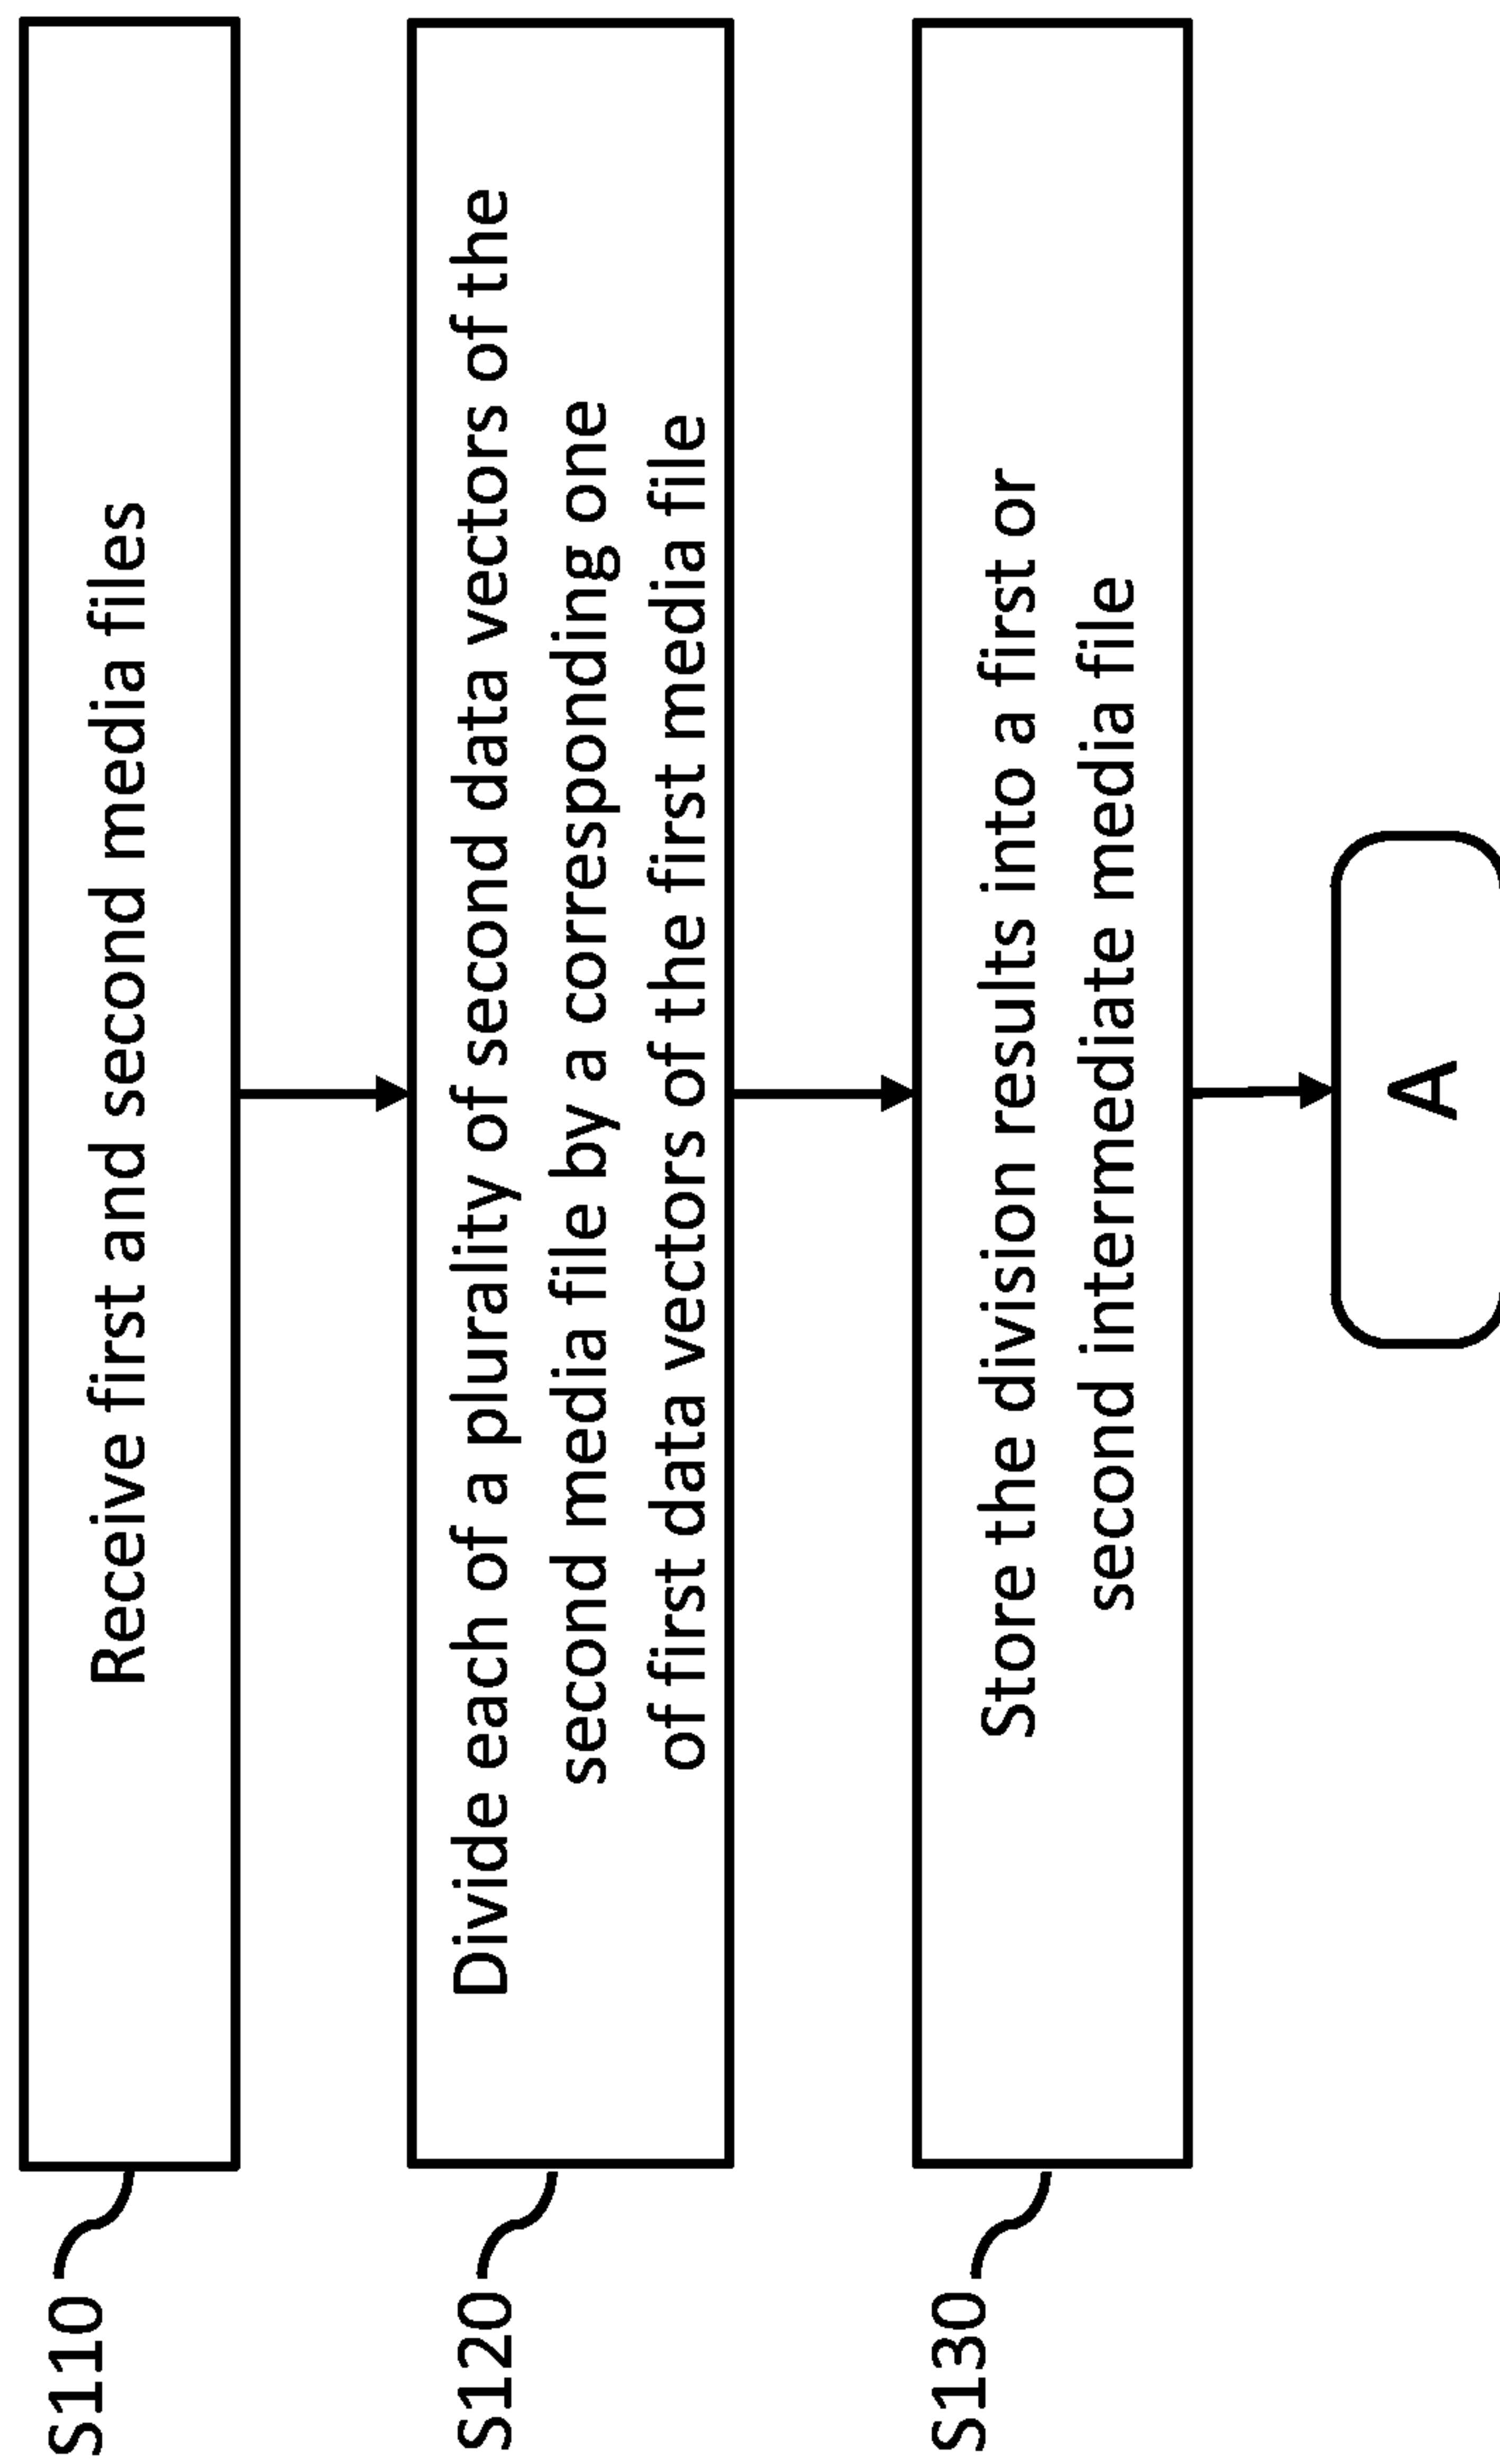 S110
Receive first and second media files
S120
Divide each of a plurality of second data vectors of the
second media file by a corresponding one
of first data vectors of the first media file
S130
Store the division results into a first or
second intermediate media file
A